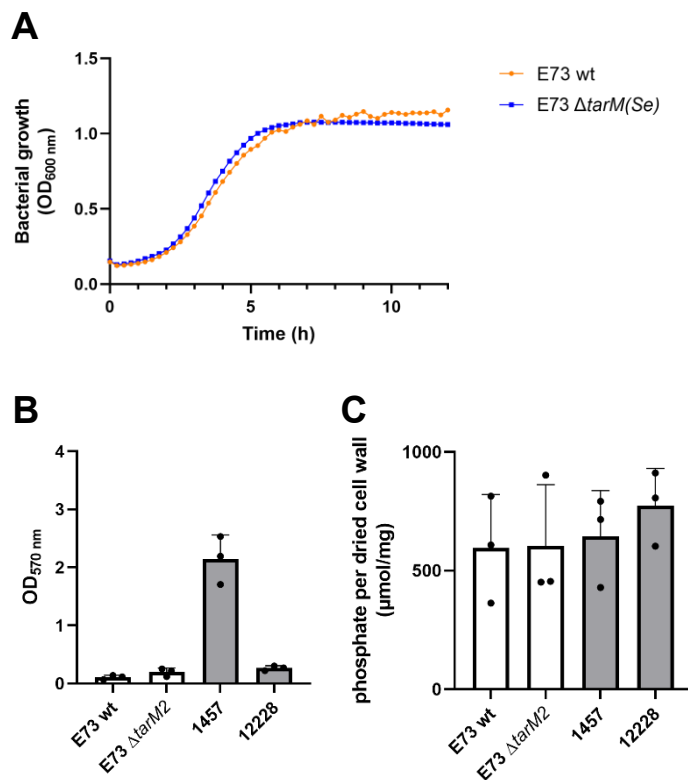 A
Bacterial growth
(OD600 nm)
1.5
1.0
0.5
0.0
0
5
10
Time (h)
E73 wt
E73 ΔtarM(Se)
B
OD570 nm
4
3
2
1
0
E73 wt
E73 ΔtarM2
1457
12228
C
phosphate per dried cell wall
(µmol/mg)
1000
500
0
E73 wt
E73 ΔtarM2
1457
12228